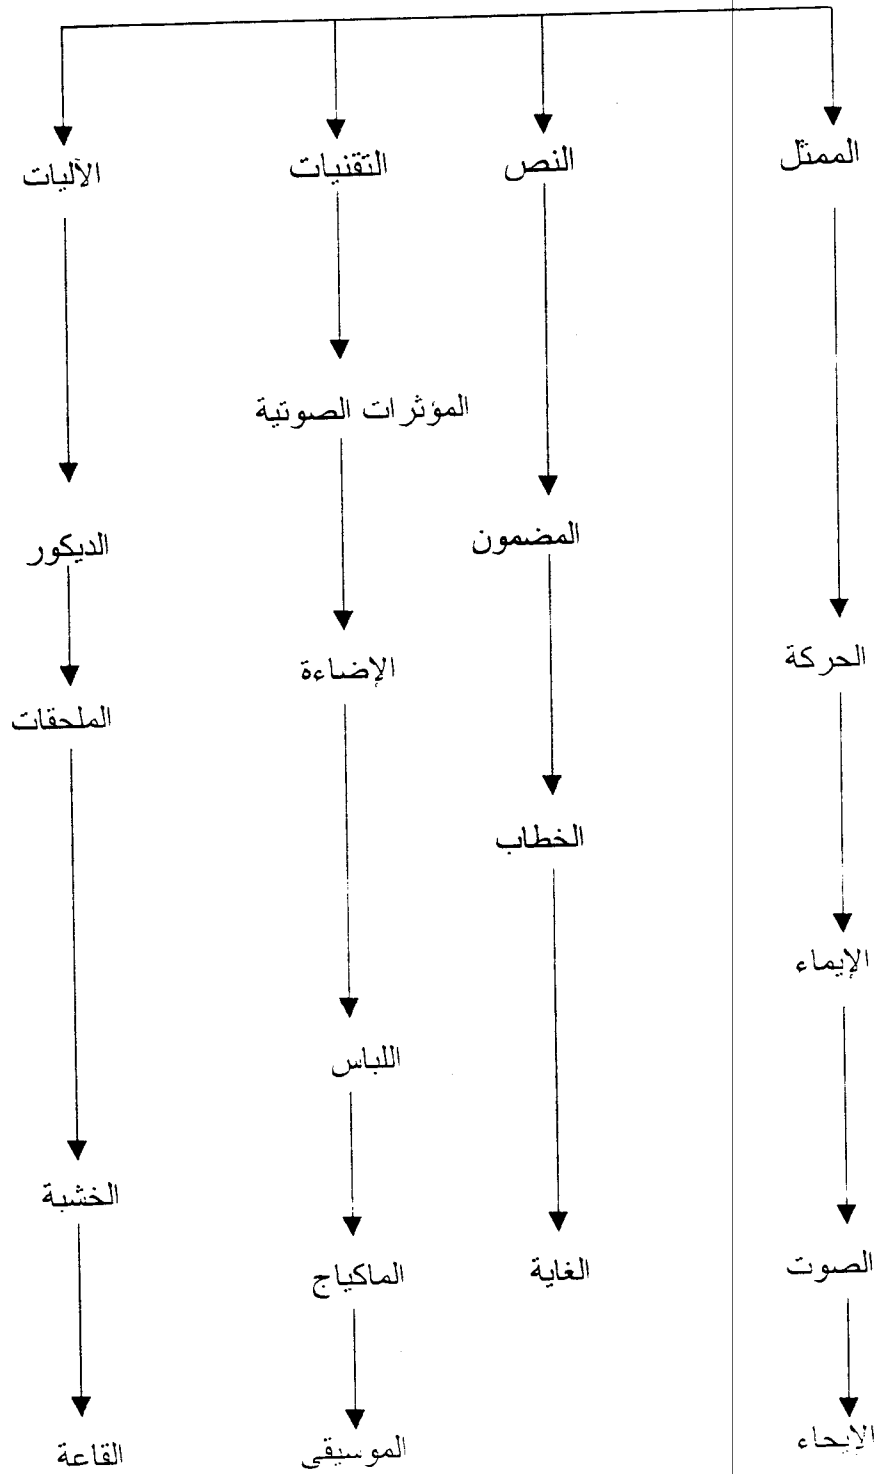 الممثل
النص
التقنيات
الآليات
المؤثرات الصوتية
المضمون
الديكور
الحركة
الإضاءة
الملحقات
الخطاب
الإيماء
اللباس
الخشبة
الصوت
الغاية
الماكياج
الإيحاء
الموسيقى
القاعة